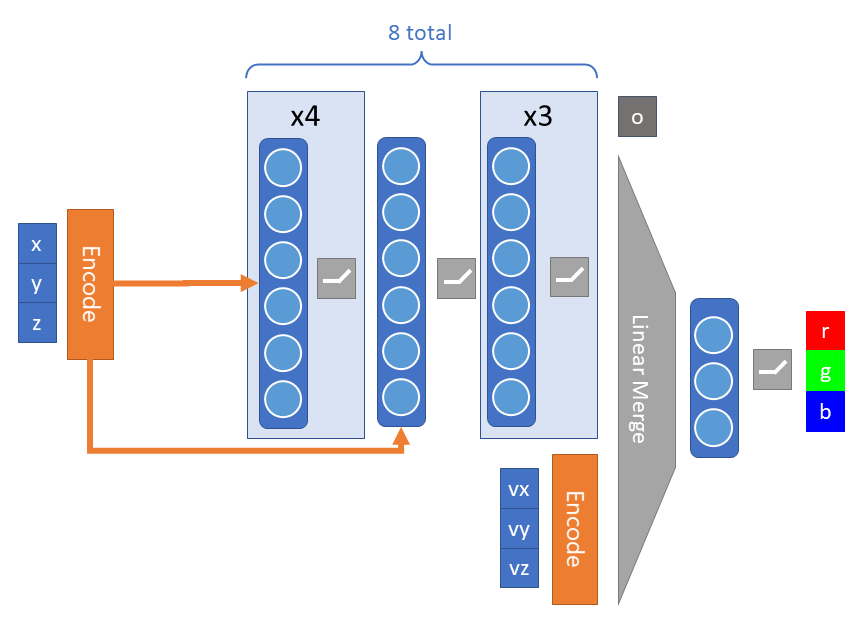 8 total
x4
x3
o
x
y
z
Encode
Linear Merge
r
g
b
vx
vy
vz
Encode